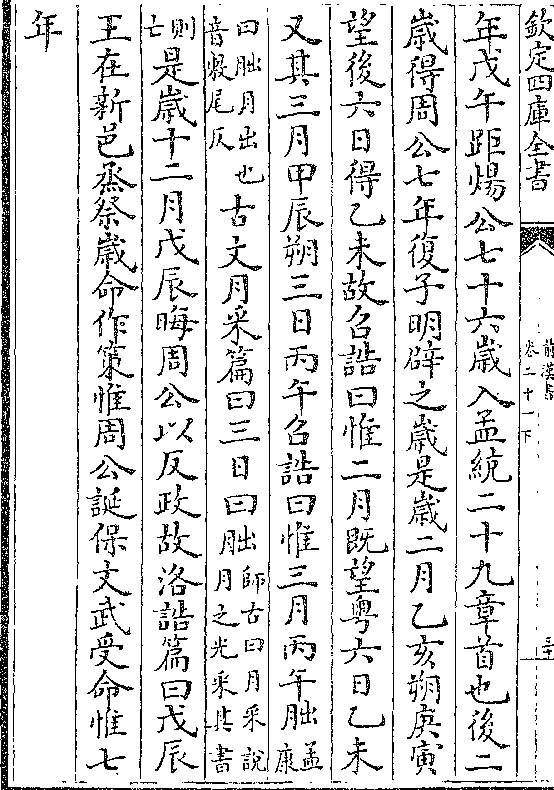 欽定四庫全書
前漢書
卷二十一下
年戊午距煬公七十六歲入孟統二十九章首也後二
歲得周公七年復子明辟之歲是歲二月乙亥朔庚寅
望後六日得乙未故召誥曰惟二月既望粤六日乙未
又其三月甲辰朔三日丙午召誥曰惟三月丙午朏孟康
曰朏月出也音敷尾反古文月采篇曰三日曰朏師古曰月采說月之光采其書
則亡是歲十二月戊辰晦周公以反政故洛誥篇曰戊辰
王在新邑烝祭歲命作策惟周公誕保文武受命惟七
年